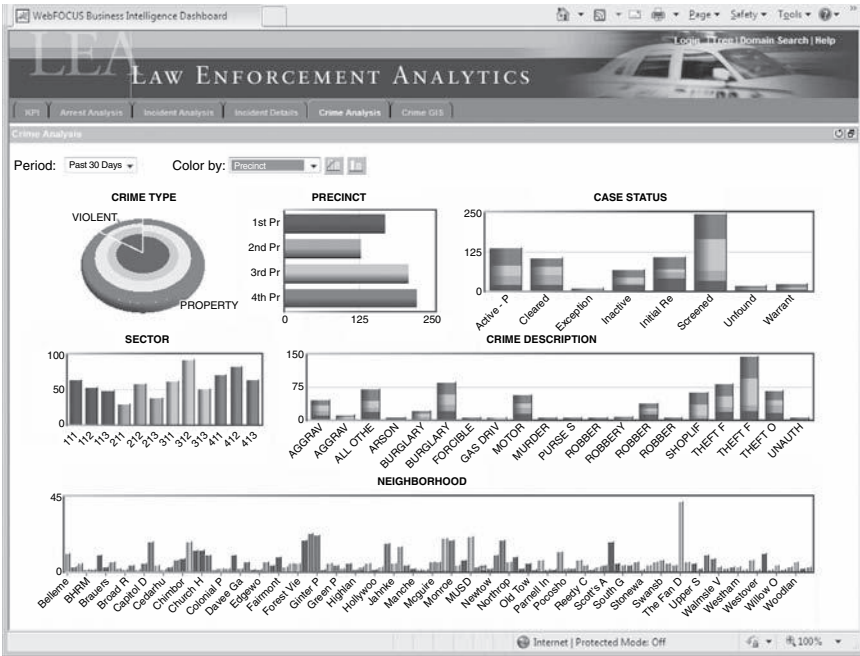 WebFOCUS Business Intelligence Dashboard
Page Safety Tools
Login Tree | Domain Search | Help
LEA
LAW ENFORCEMENT ANALYTICS
KPI Arrest Analysis Incident Analysis Incident Details Crime Analysis Crime GIS
Crime Analysis
Period: Past 30 Days Color by: Precinct
CRIME TYPE
VIOLENT
PROPERTY
PRECINCT
1st Pr
2nd Pr
3rd Pr
4th Pr
0 125 250
CASE STATUS
250
125
0
Active - P Cleared Exception Inactive Initial Re Screened Unfound Warrant
SECTOR
100
50
0
111 112 113 211 212 213 311 312 313 411 412 413
CRIME DESCRIPTION
150
75
0
AGGRAV AGGRAV ALL OTHE ARSON BURGLARY BURGLARY FORCIBLE GAS DRIV MOTOR MURDER PURSE S ROBBER ROBBERY ROBBER ROBBER SHOPLIF THEFT F THEFT F THEFT O UNAUTH
NEIGHBORHOOD
45
0
Belleme BHRM Brauers Broad R Capitol D Cedarhu Chimbor Church H Colonial P Davee Ga Edgewo Fairmont Forest Vie Ginter P Green P Highlan Hollywoo Jahnke Manche Mcguire Monroe MUSD Newtow Northrop Old Tow Parnell In Pocosho Reedy C Scott's A South G Stonewa Swansb The Fan D Upper S Walmsle V Westham Westover Willow O Woodlan
Internet | Protected Mode: Off 100%